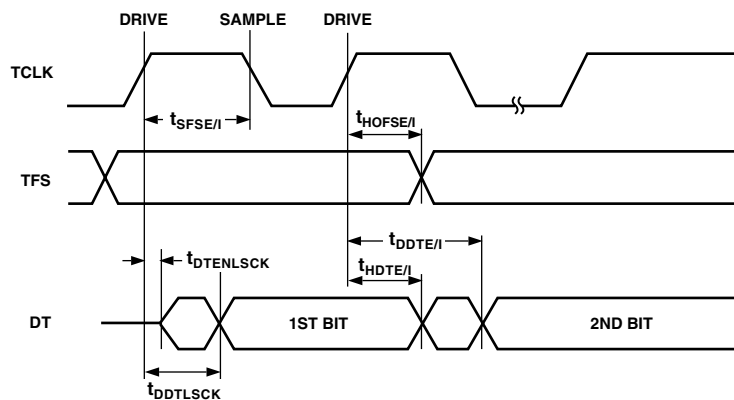 DRIVE SAMPLE DRIVE
TCLK
tSFSE/I
tHOFSE/I
TFS
tDDTE/I
tDTENLSCK
tHDTE/I
DT
1ST BIT
2ND BIT
tDDTLSCK